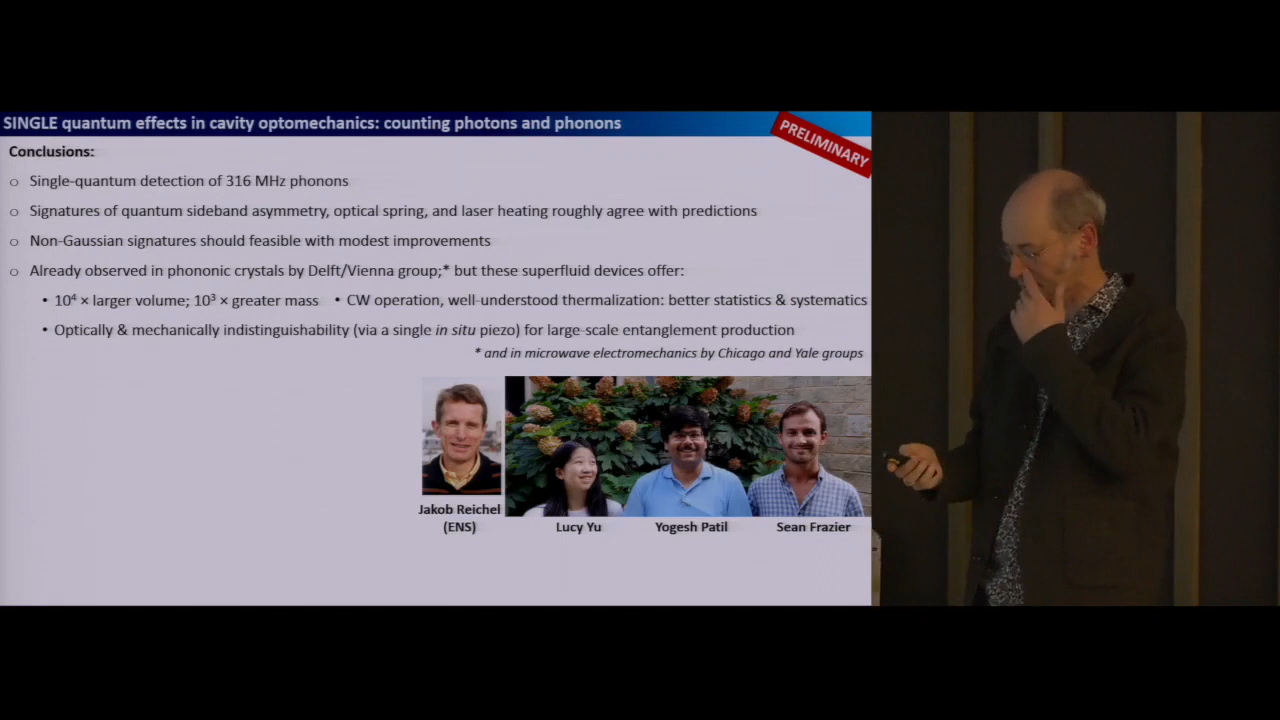 SINGLE quantum effects in cavity optomechanics: counting photons and phonons
PRELIMINARY
Conclusions:
o Single-quantum detection of 316 MHz phonons
o Signatures of quantum sideband asymmetry, optical spring, and laser heating roughly agree with predictions
o Non-Gaussian signatures should feasible with modest improvements
o Already observed in phononic crystals by Delft/Vienna group;* but these superfluid devices offer:
• 10⁴ × larger volume; 10³ × greater mass • CW operation, well-understood thermalization: better statistics & systematics
• Optically & mechanically indistinguishability (via a single in situ piezo) for large-scale entanglement production
* and in microwave electromechanics by Chicago and Yale groups
Jakob Reichel
(ENS)
Lucy Yu
Yogesh Patil
Sean Frazier